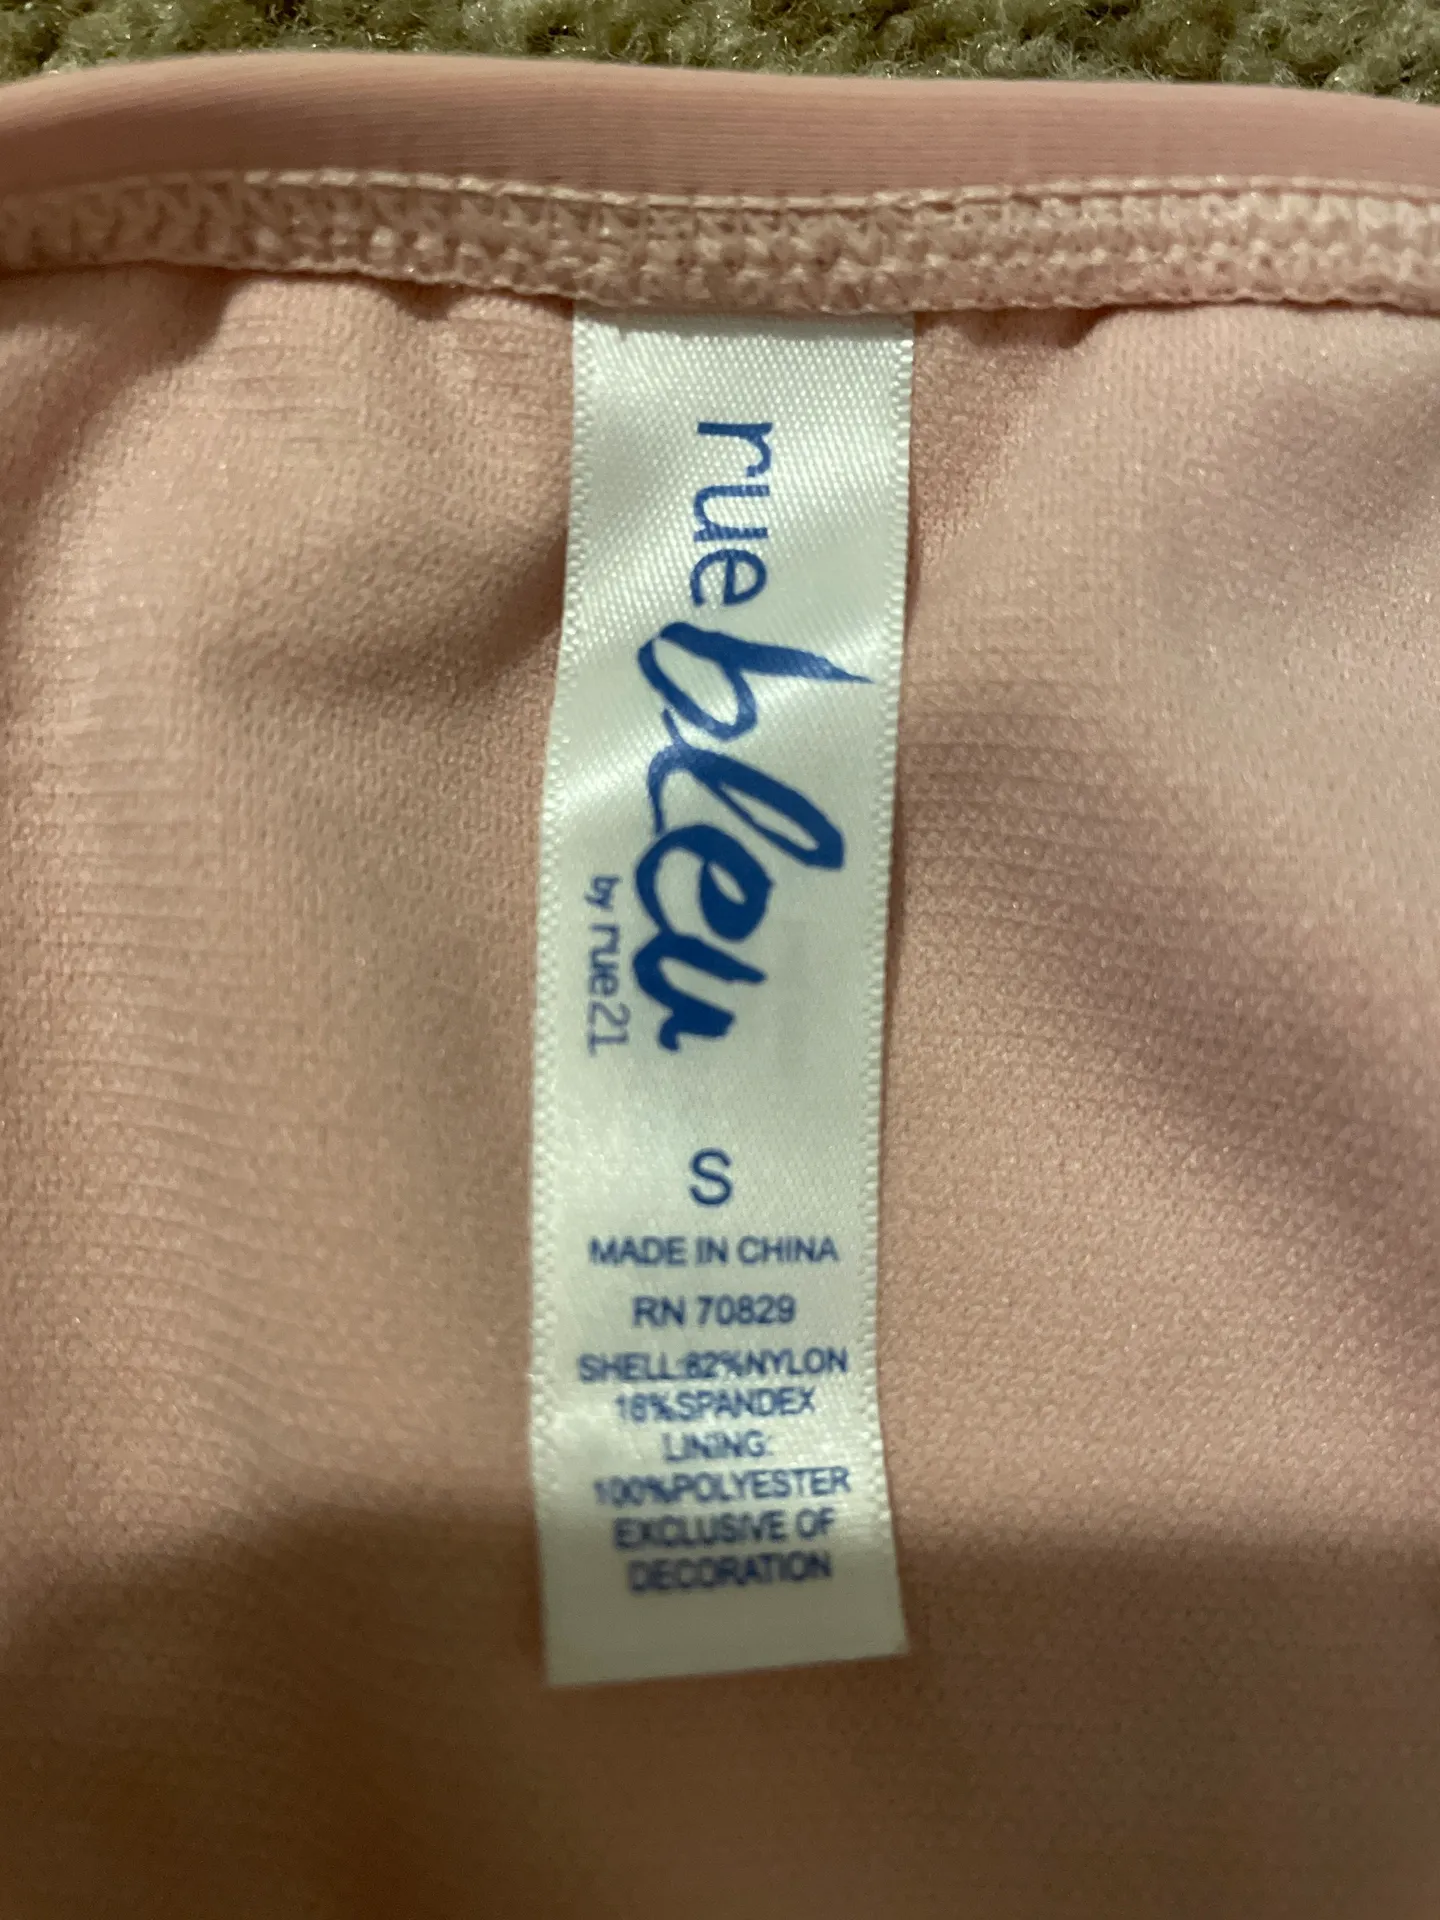 rue bleu
by rue21
S
MADE IN CHINA
RN 70829
SHELL:82%NYLON
18%SPANDEX
LINING:
100%POLYESTER
EXCLUSIVE OF
DECORATION